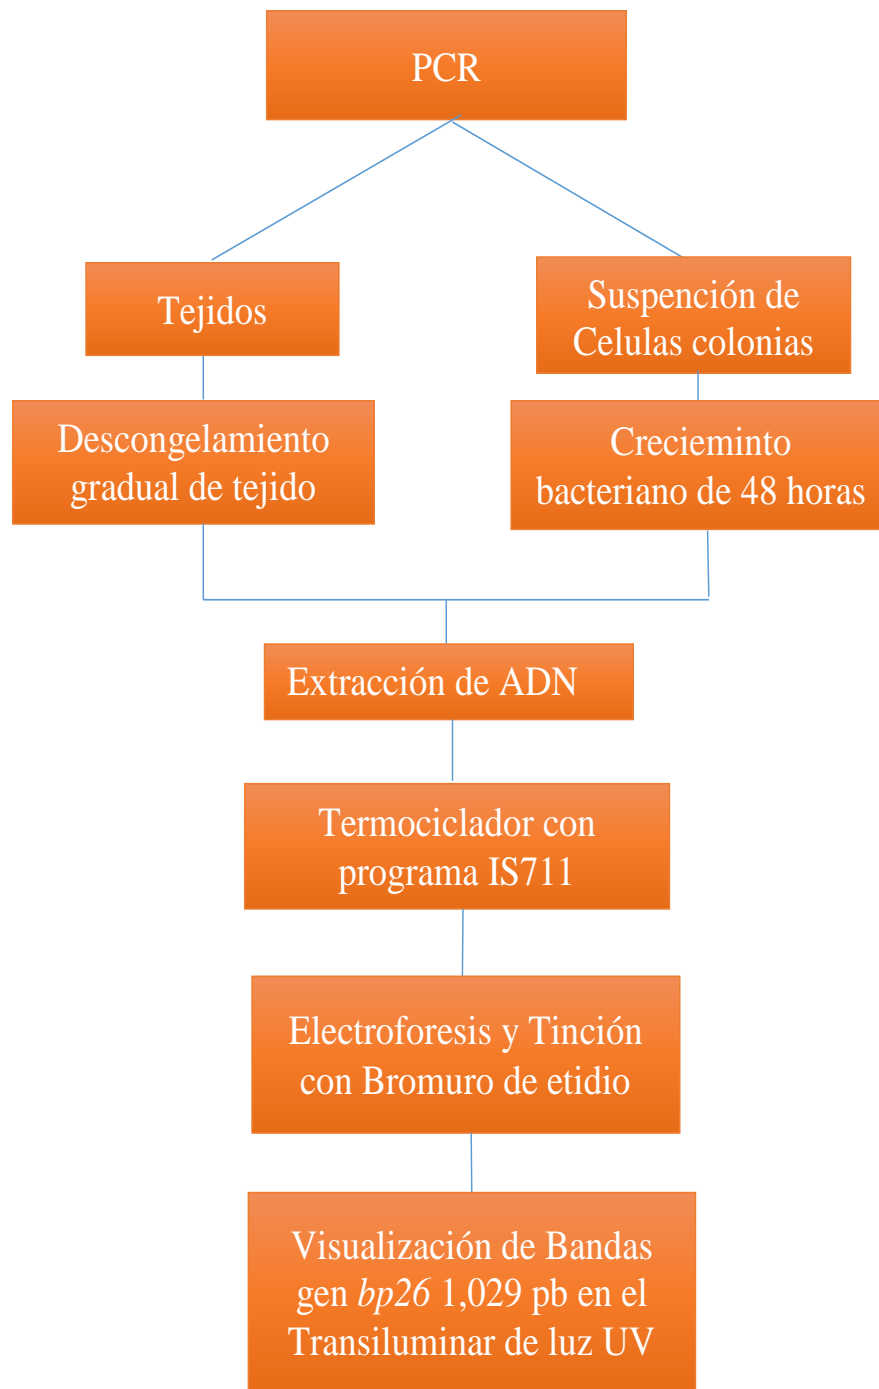 PCR
Tejidos
Suspención de
Celulas colonias
Descongelamiento
gradual de tejido
Crecieminto
bacteriano de 48 horas
Extracción de ADN
Termociclador con
programa IS711
Electroforesis y Tinción
con Bromuro de etidio
Visualización de Bandas
gen bp26 1,029 pb en el
Transiluminar de luz UV